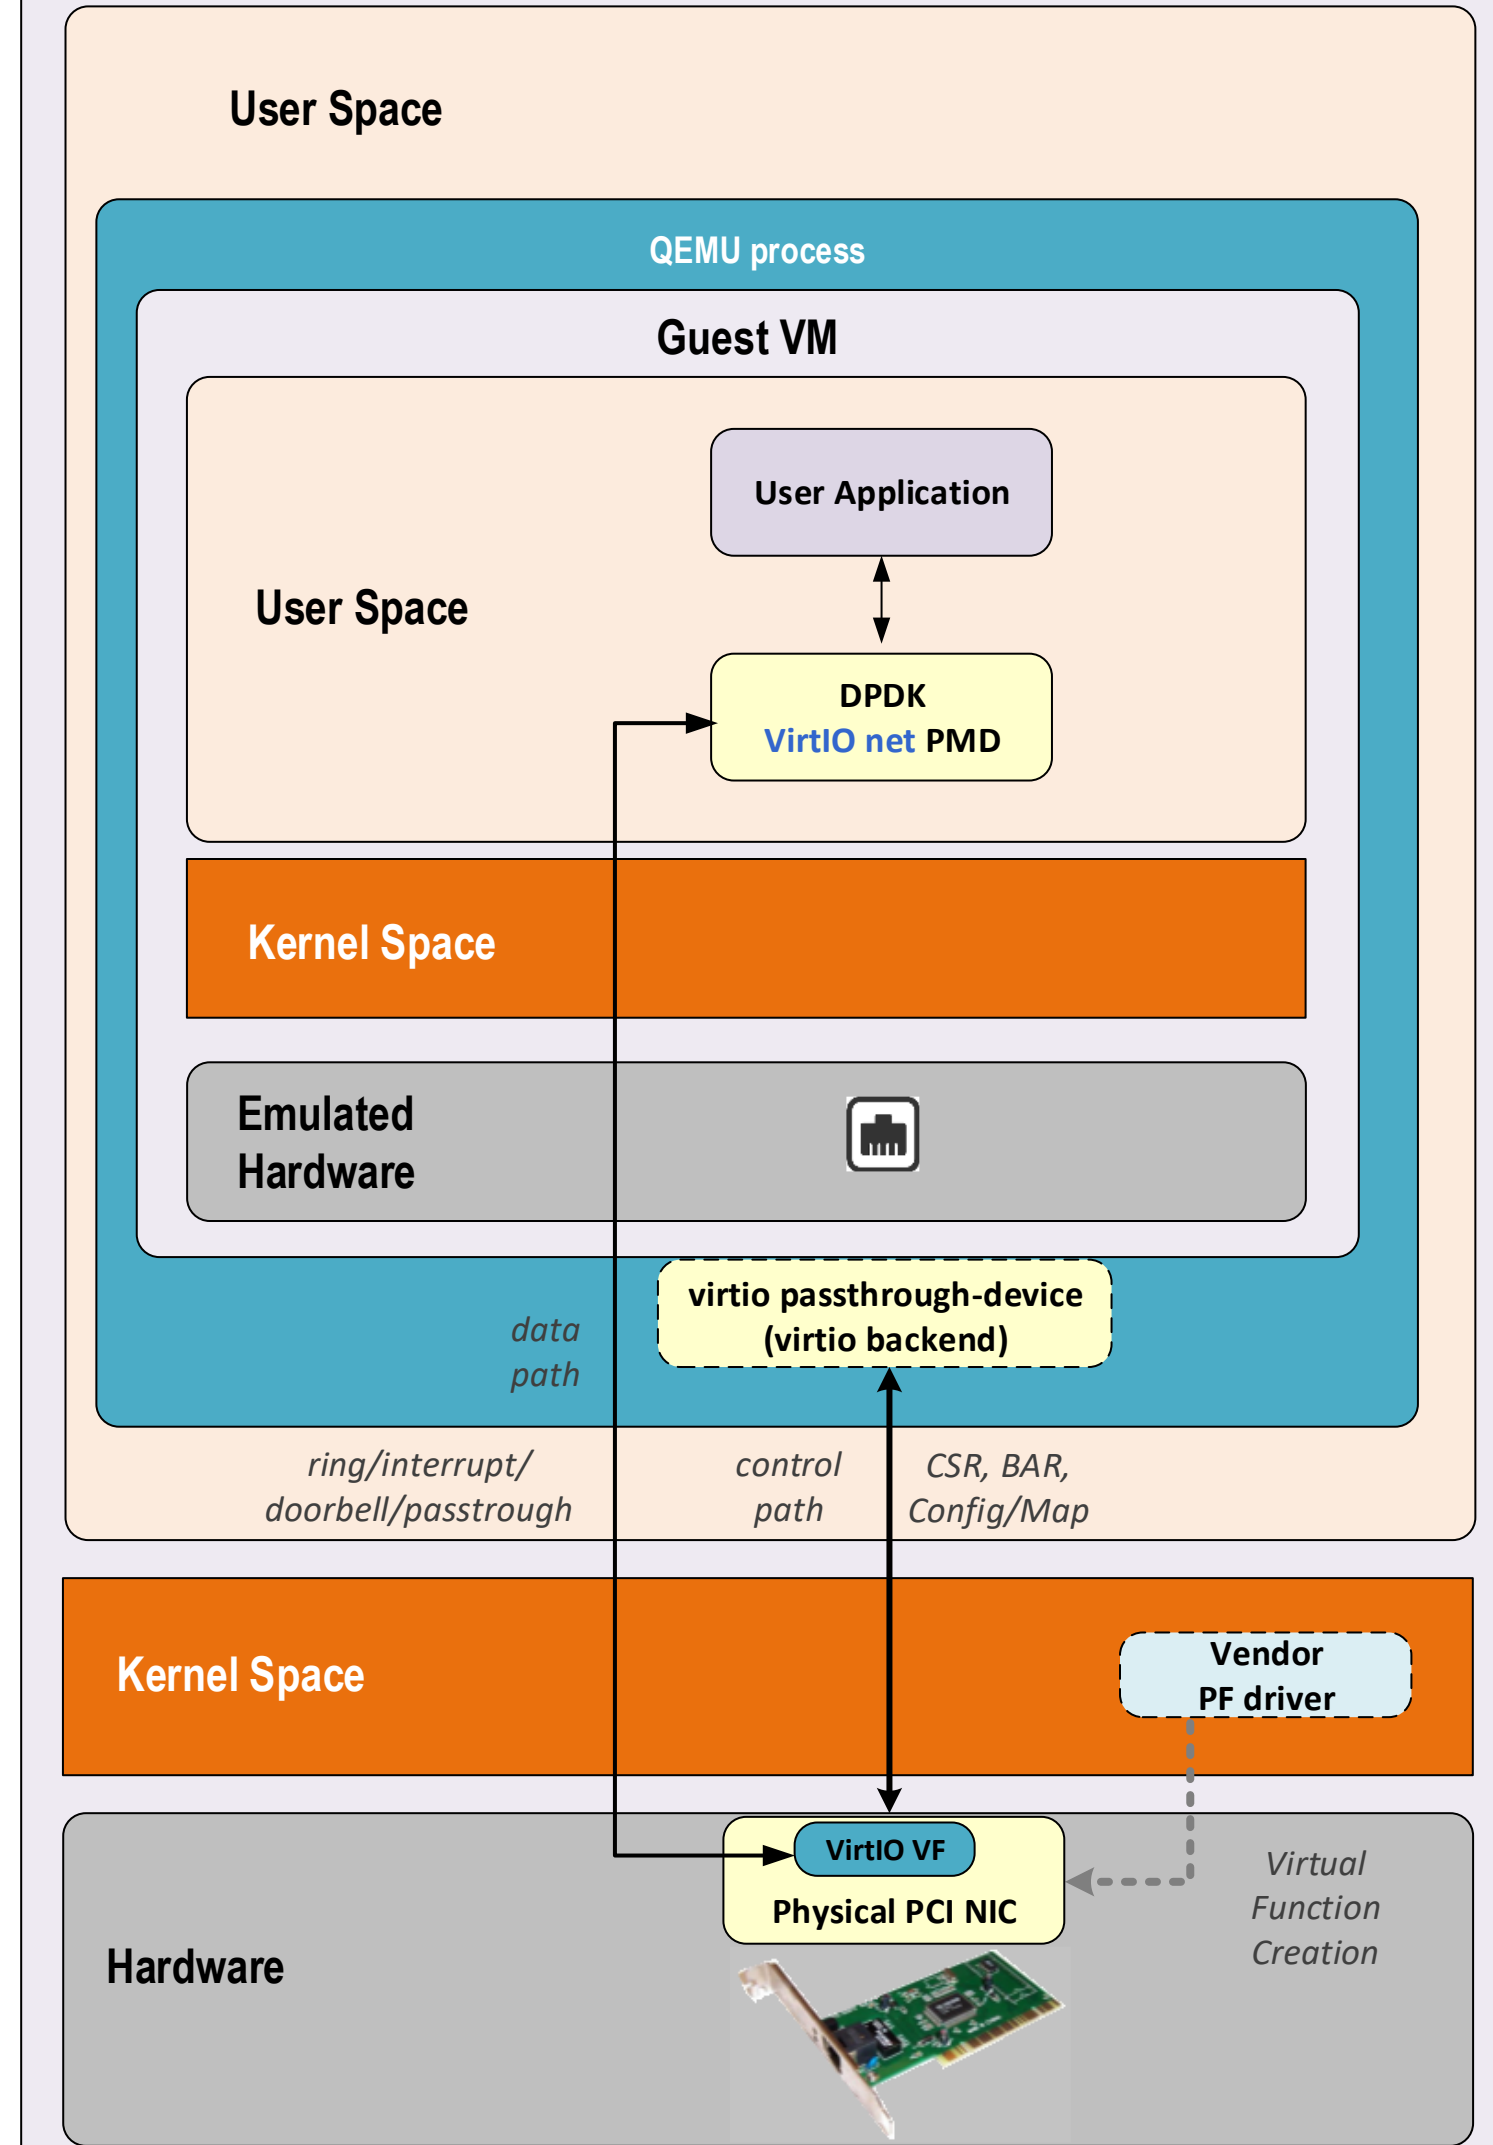 User Space
QEMU process
Guest VM
User Application
User Space
DPDK
VirtIO net PMD
Kernel Space
Emulated
Hardware
virtio passthrough-device
(virtio backend)
data
path
ring/interrupt/
doorbell/passtrough
control
path
CSR, BAR,
Config/Map
Kernel Space
Vendor
PF driver
VirtIO VF
Physical PCI NIC
Virtual
Function
Creation
Hardware